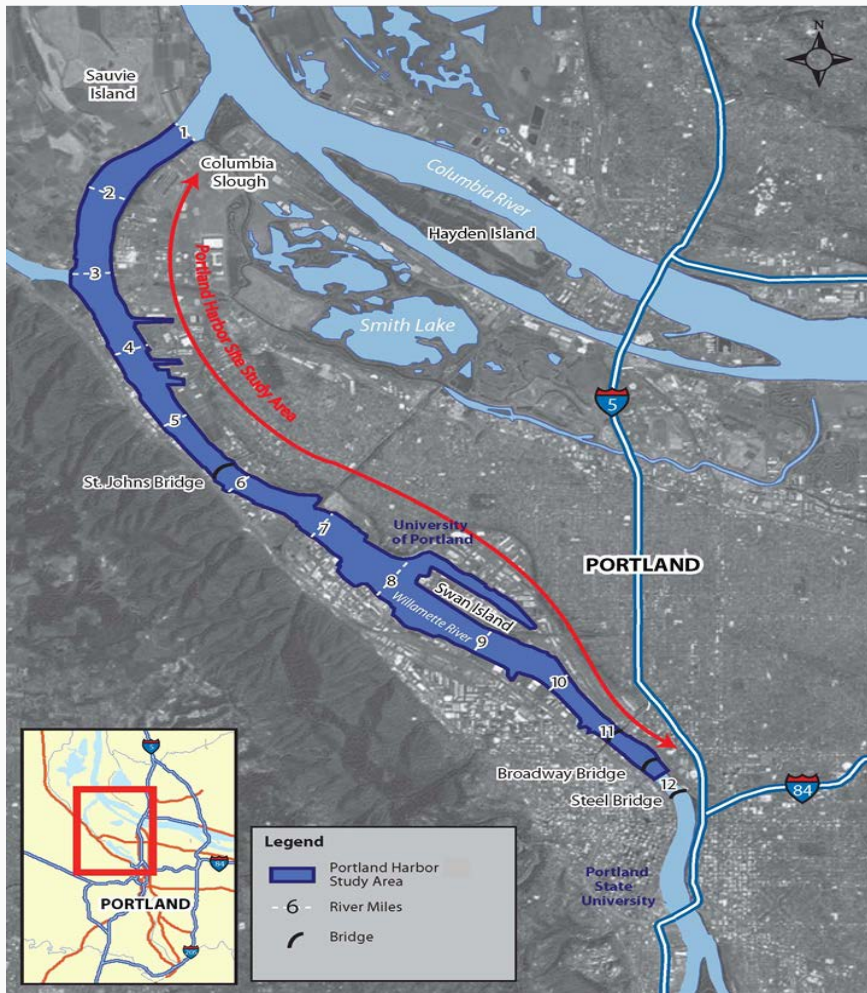 N
Sauvie
Island
1
Columbia
Slough
2
Columbia River
Hayden Island
3
Portland Harbor Site Study Area
Smith Lake
4
5
5
St. Johns Bridge
6
7
University
of Portland
8
Swan Island
Willamette River
9
PORTLAND
10
11
Broadway Bridge
12
Steel Bridge
84
Portland
State
University
5
84
PORTLAND
205
Legend
Portland Harbor
Study Area
6 River Miles
Bridge